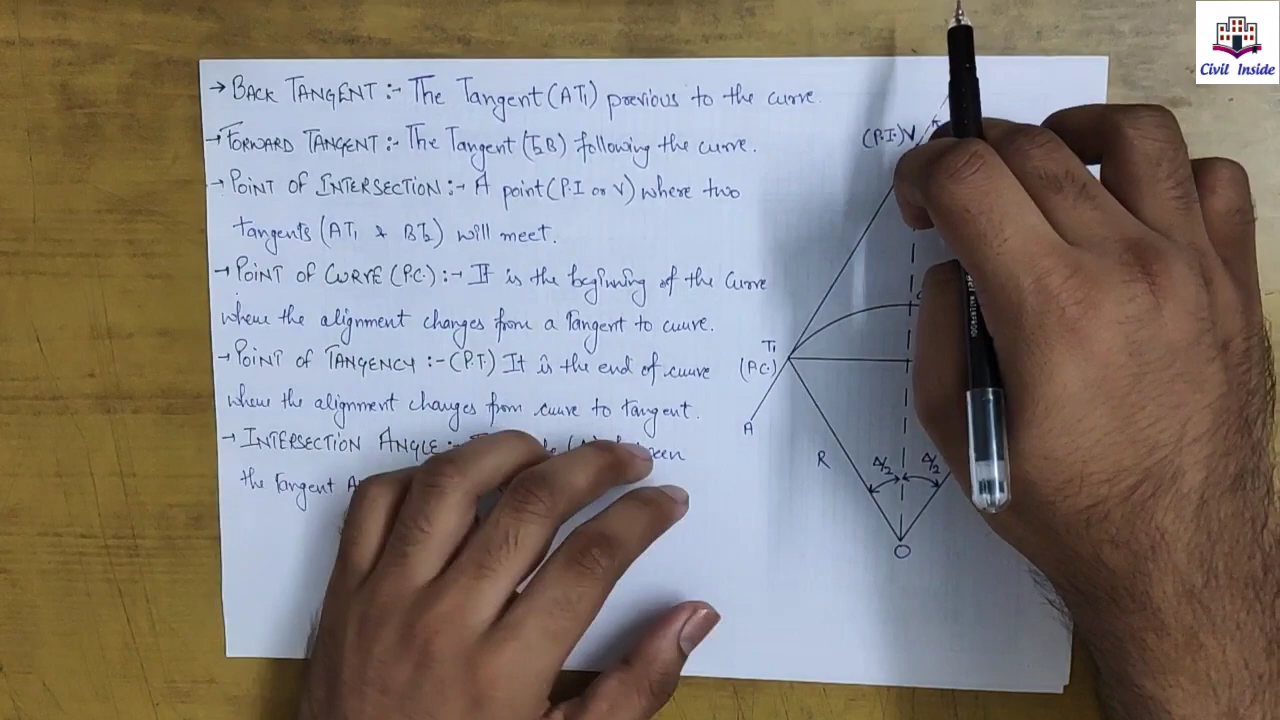 → BACK TANGENT :- The Tangent (AT1) previous to the curve.
→ FORWARD TANGENT :- The Tangent (T2B) following the curve.
→ POINT OF INTERSECTION :- A point (P.I or V) where two
tangents (AT1 & BT2) will meet.
→ POINT OF CURVE (P.C.) :- It is the beginning of the curve
where the alignment changes from a Tangent to curve.
→ POINT OF TANGENCY :- (P.T.) It is the end of curve
where the alignment changes from curve to tangent.
→ INTERSECTION ANGLE :-
the Tangent
(P.I.) V
T1
(P.C.)
A
R
Δ/2
Δ/2
O
Civil Inside